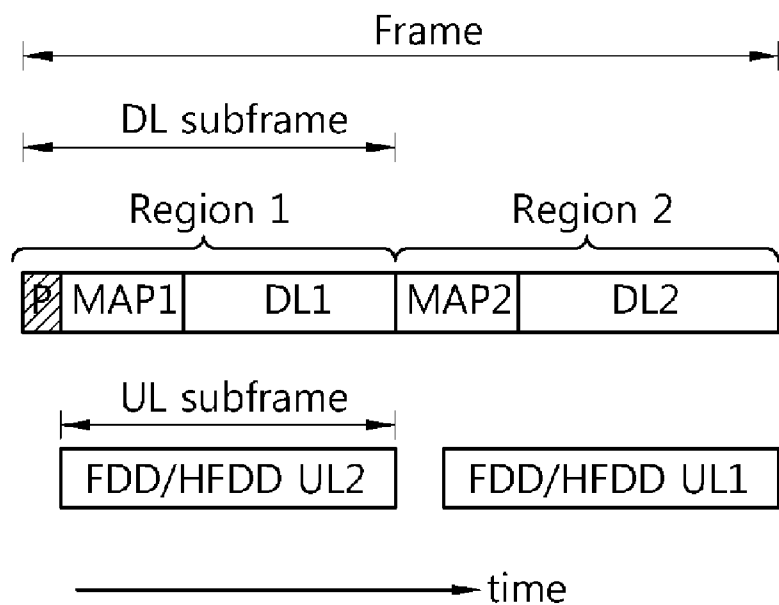 Frame
DL subframe
Region 1 Region 2
P MAP1 DL1 MAP2 DL2
UL subframe
FDD/HFDD UL2 FDD/HFDD UL1
time